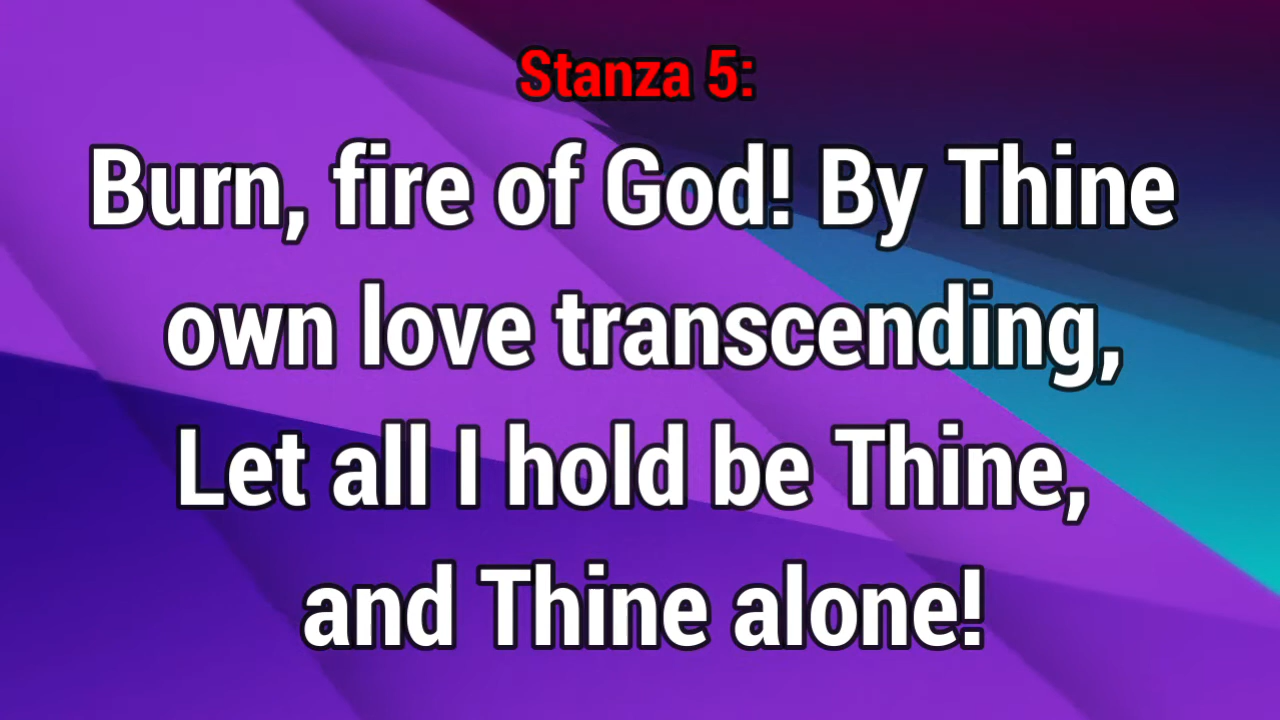 Stanza 5:
Burn, fire of God! By Thine
own love transcending,
Let all I hold be Thine,
and Thine alone!